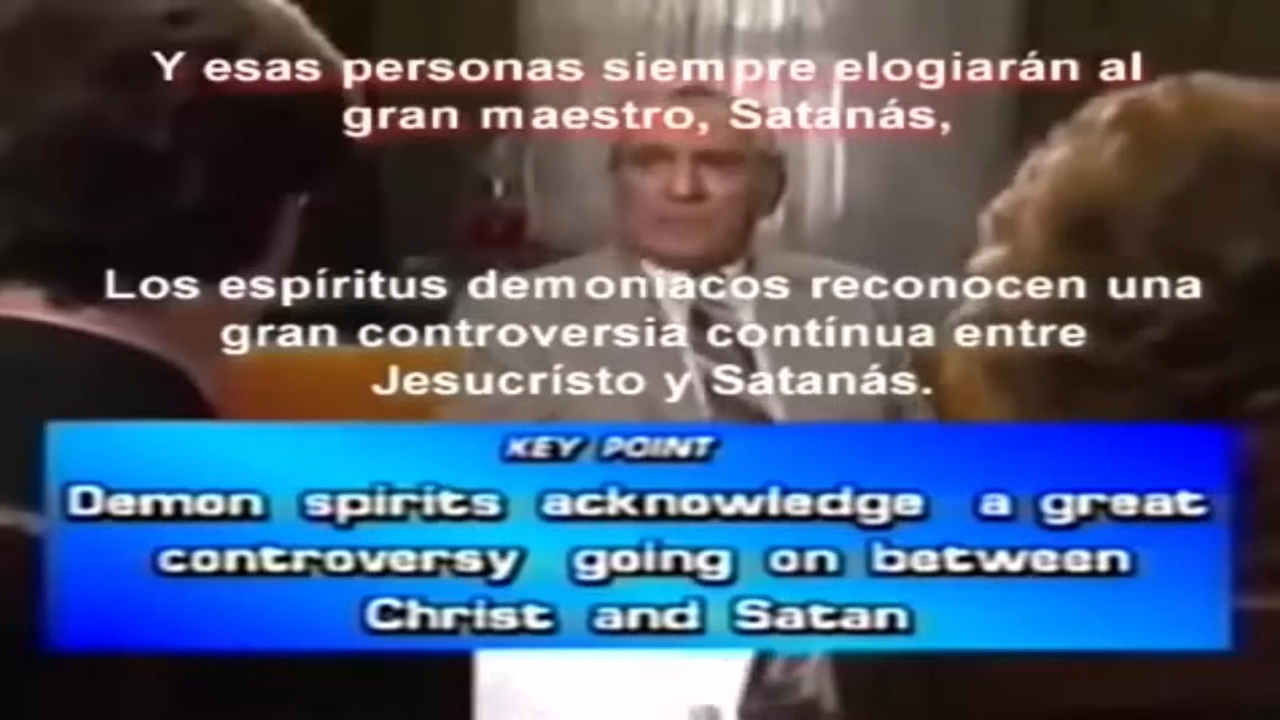 Y esas personas siempre elogiarán al
gran maestro, Satanás,
Los espíritus demoniacos reconocen una
gran controversia contínua entre
Jesucrísto y Satanás.
KEY POINT
Demon spirits acknowledge a great
controversy going on between
Christ and Satan